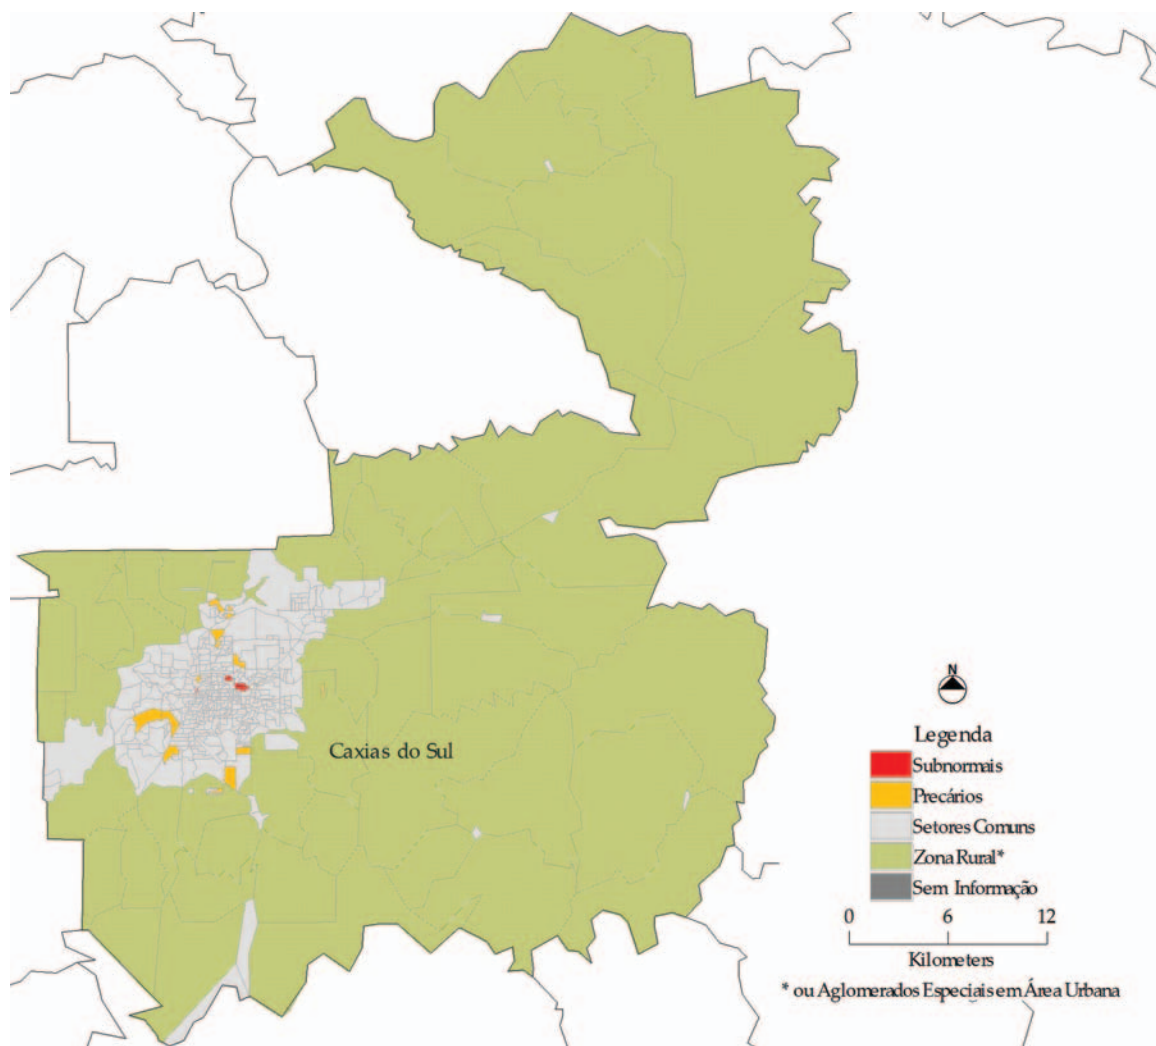 Caxias do Sul
N
Legenda
Subnormais
Precários
Setores Comuns
Zona Rural*
Sem Informação
0 6 12
Kilometers
* ou Aglomerados Especiais em Área Urbana